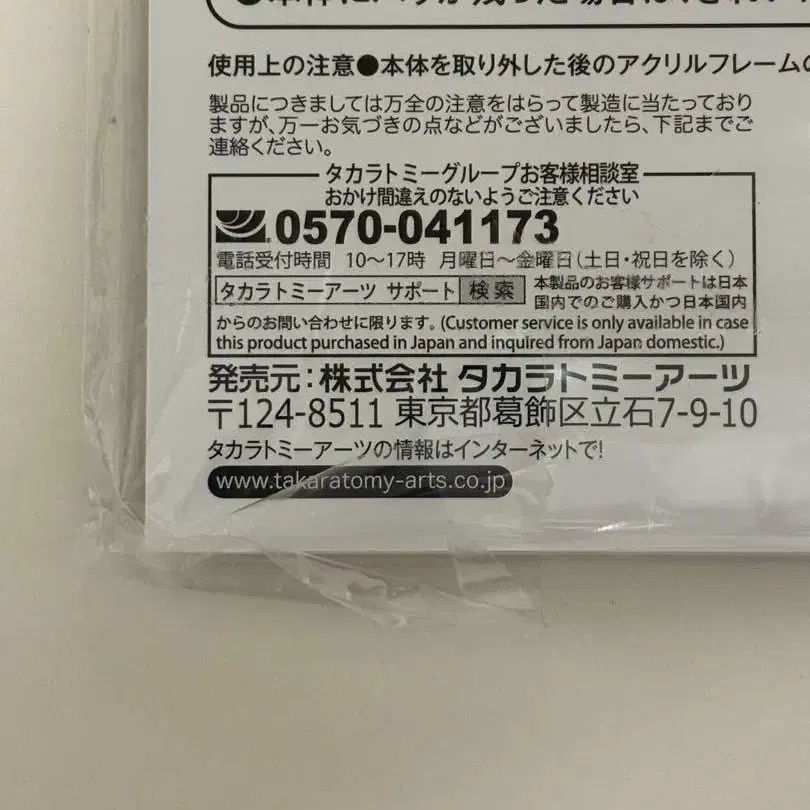 使用上の注意●本体を取り外した後のアクリルフレームの
製品につきましては万全の注意をはらって製造に当たっており
ますが、万一お気づきの点などがございましたら、下記までご
連絡ください。
タカラトミーグループお客様相談室
おかけ間違えのないようご注意ください
0570-041173
電話受付時間 10～17時 月曜日～金曜日(土日・祝日を除く)
タカラトミーアーツ サポート 検索 本製品のお客様サポートは日本
国内でのご購入かつ日本国内
からのお問い合わせに限ります。(Customer service is only available in case
this product purchased in Japan and inquired from Japan domestic.)
発売元:株式会社 タカラトミーアーツ
〒124-8511 東京都葛飾区立石7-9-10
タカラトミーアーツの情報はインターネットで!
www.takaratomy-arts.co.jp